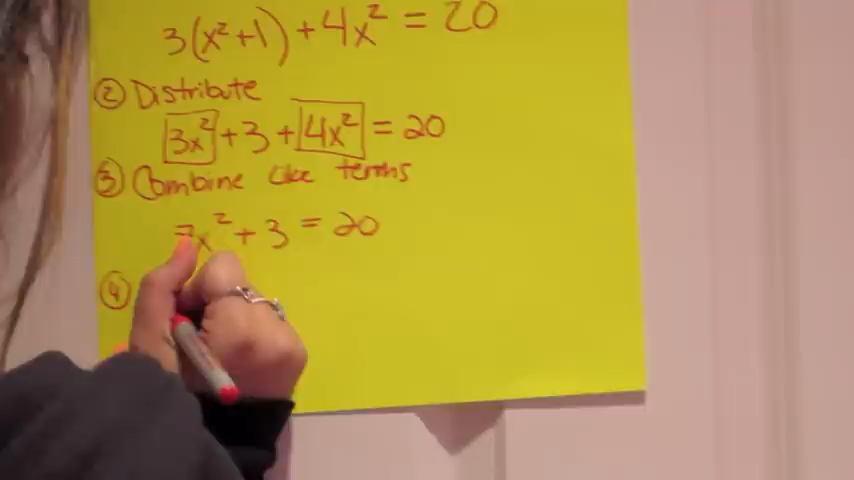 3(x²+1)+4x² = 20
② Distribute
3x² +3 + 4x² = 20
③ Combine like terms
7x² + 3 = 20
④